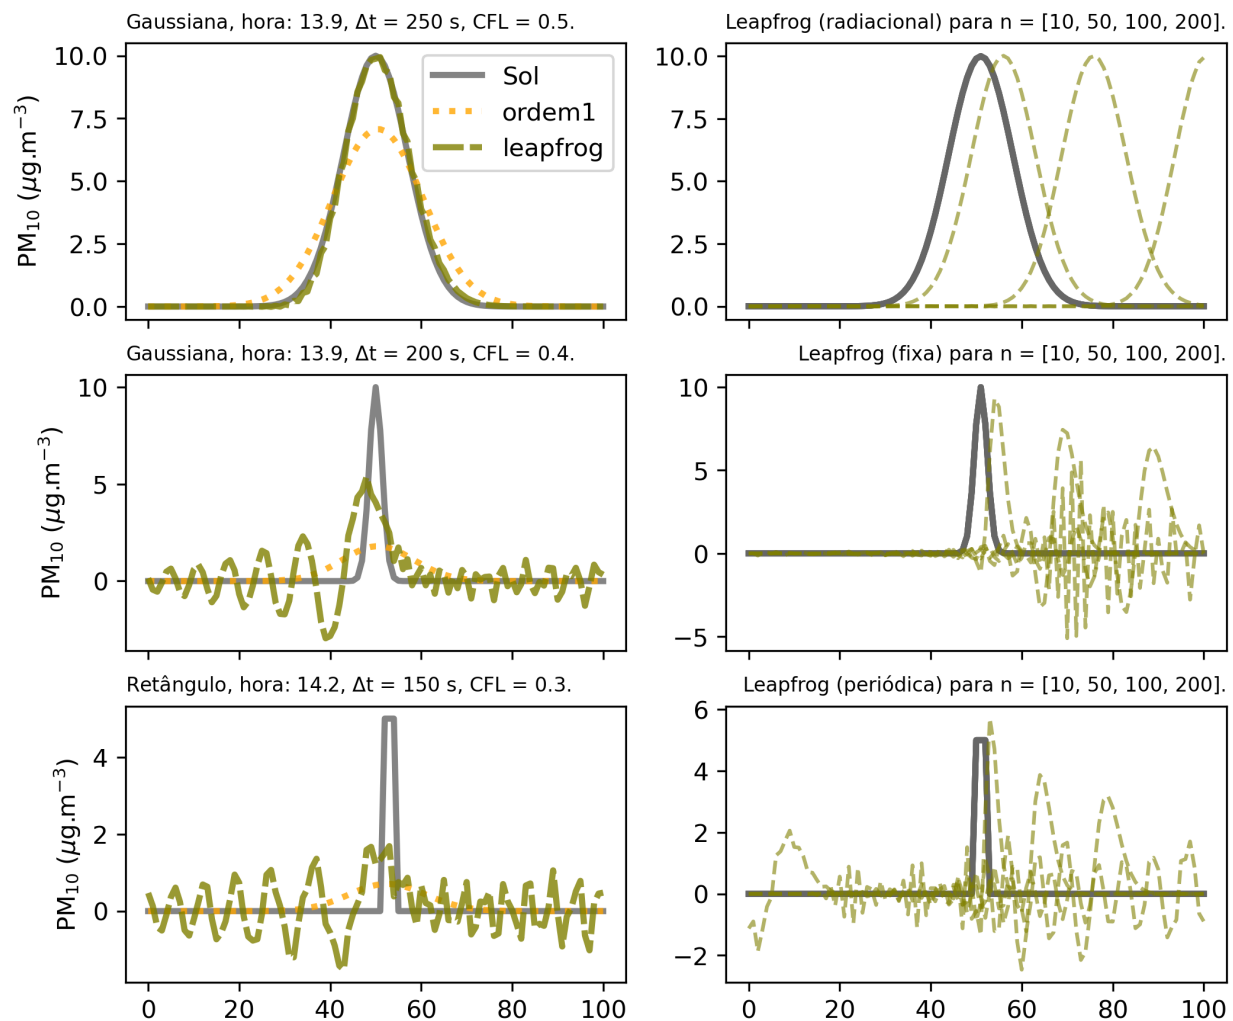 Gaussiana, hora: 13.9, Δt = 250 s, CFL = 0.5.
PM₁₀ (μg.m⁻³)
10.0
7.5
5.0
2.5
0.0
Sol
ordem1
leapfrog
Leapfrog (radiacional) para n = [10, 50, 100, 200].
10.0
7.5
5.0
2.5
0.0
Gaussiana, hora: 13.9, Δt = 200 s, CFL = 0.4.
PM₁₀ (μg.m⁻³)
10
5
0
Leapfrog (fixa) para n = [10, 50, 100, 200].
10
5
0
−5
Retângulo, hora: 14.2, Δt = 150 s, CFL = 0.3.
PM₁₀ (μg.m⁻³)
4
2
0
0 20 40 60 80 100
Leapfrog (periódica) para n = [10, 50, 100, 200].
6
4
2
0
−2
0 20 40 60 80 100